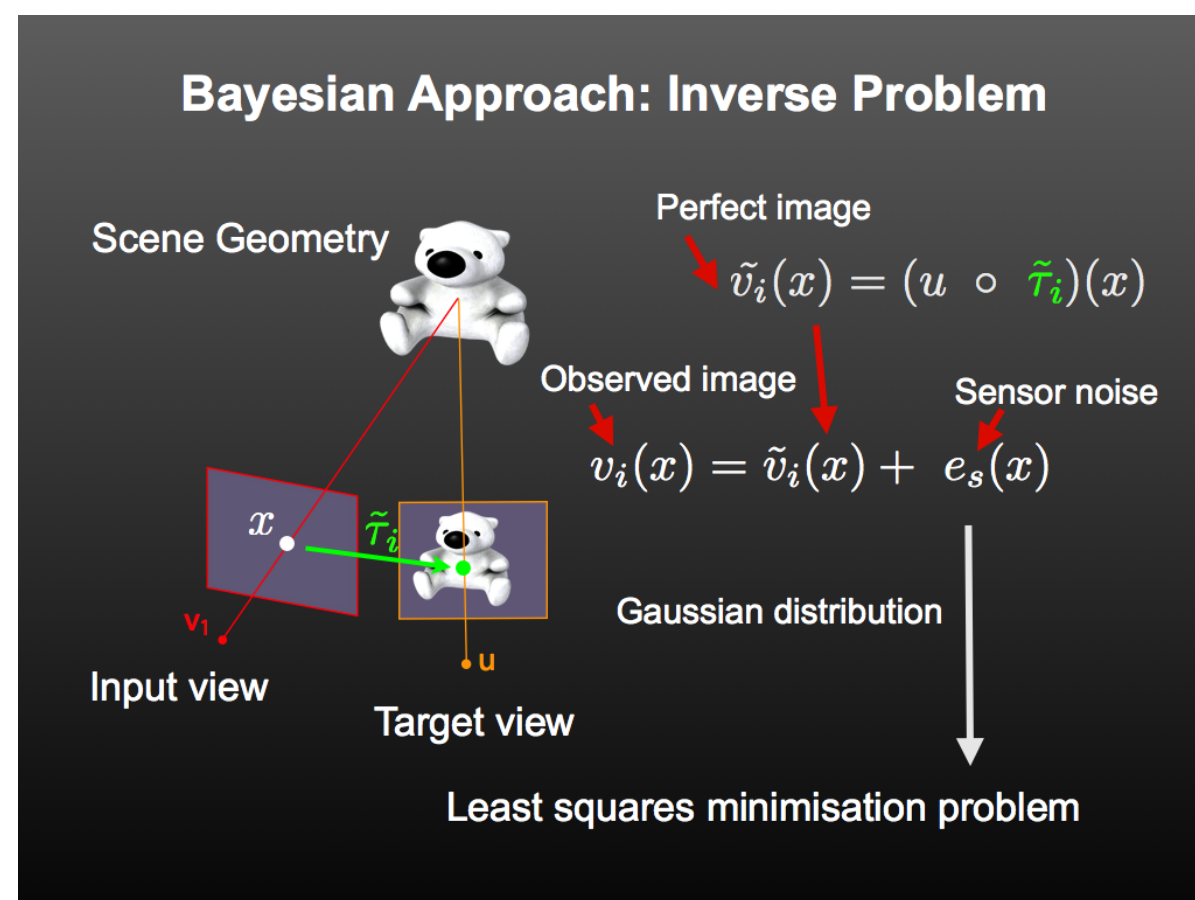 Bayesian Approach: Inverse Problem
Perfect image
Scene Geometry
ṽᵢ(x) = (u ∘ τ̃ᵢ)(x)
Observed image
Sensor noise
vᵢ(x) = ṽᵢ(x) + eₛ(x)
x
τ̃ᵢ
Gaussian distribution
v₁
u
Input view
Target view
Least squares minimisation problem